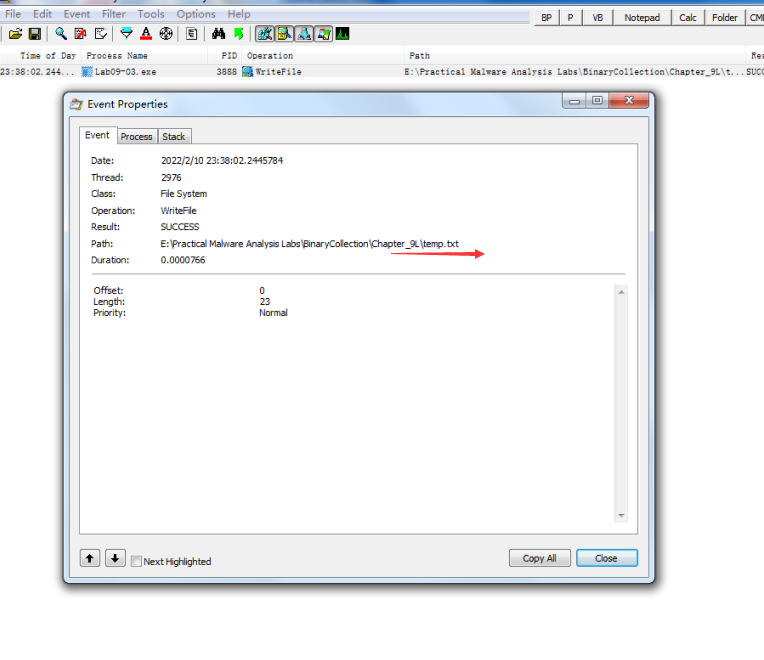 File Edit Event Filter Tools Options Help
BP P VB Notepad Calc Folder
Time of Day Process Name PID Operation Path
23:38:02.244... Lab09-03.exe 3888 WriteFile E:\Practical Malware Analysis Labs\BinaryCollection\Chapter_9L\t...
Event Properties
Event Process Stack
Date: 2022/2/10 23:38:02.2445784
Thread: 2976
Class: File System
Operation: WriteFile
Result: SUCCESS
Path: E:\Practical Malware Analysis Labs\BinaryCollection\Chapter_9L\temp.txt
Duration: 0.0000766
Offset: 0
Length: 23
Priority: Normal
Next Highlighted Copy All Close